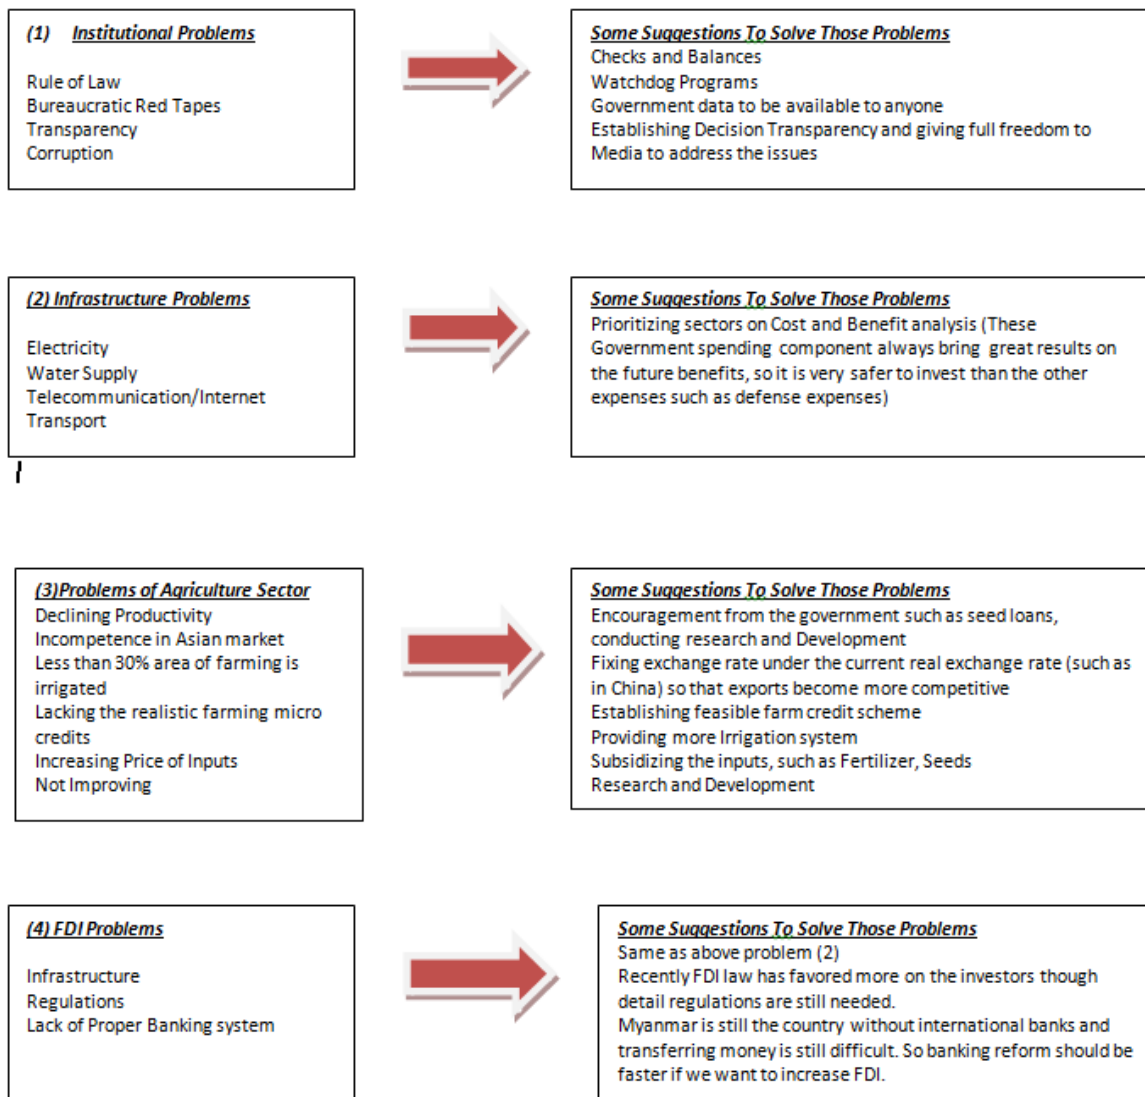 (1) Institutional Problems
Rule of Law
Bureaucratic Red Tapes
Transparency
Corruption
Some Suggestions To Solve Those Problems
Checks and Balances
Watchdog Programs
Government data to be available to anyone
Establishing Decision Transparency and giving full freedom to
Media to address the issues
(2) Infrastructure Problems
Electricity
Water Supply
Telecommunication/Internet
Transport
Some Suggestions To Solve Those Problems
Prioritizing sectors on Cost and Benefit analysis (These
Government spending component always bring great results on
the future benefits, so it is very safer to invest than the other
expenses such as defense expenses)
(3)Problems of Agriculture Sector
Declining Productivity
Incompetence in Asian market
Less than 30% area of farming is
irrigated
Lacking the realistic farming micro
credits
Increasing Price of Inputs
Not Improving
Some Suggestions To Solve Those Problems
Encouragement from the government such as seed loans,
conducting research and Development
Fixing exchange rate under the current real exchange rate (such as
in China) so that exports become more competitive
Establishing feasible farm credit scheme
Providing more Irrigation system
Subsidizing the inputs, such as Fertilizer, Seeds
Research and Development
(4) FDI Problems
Infrastructure
Regulations
Lack of Proper Banking system
Some Suggestions To Solve Those Problems
Same as above problem (2)
Recently FDI law has favored more on the investors though
detail regulations are still needed.
Myanmar is still the country without international banks and
transferring money is still difficult. So banking reform should be
faster if we want to increase FDI.